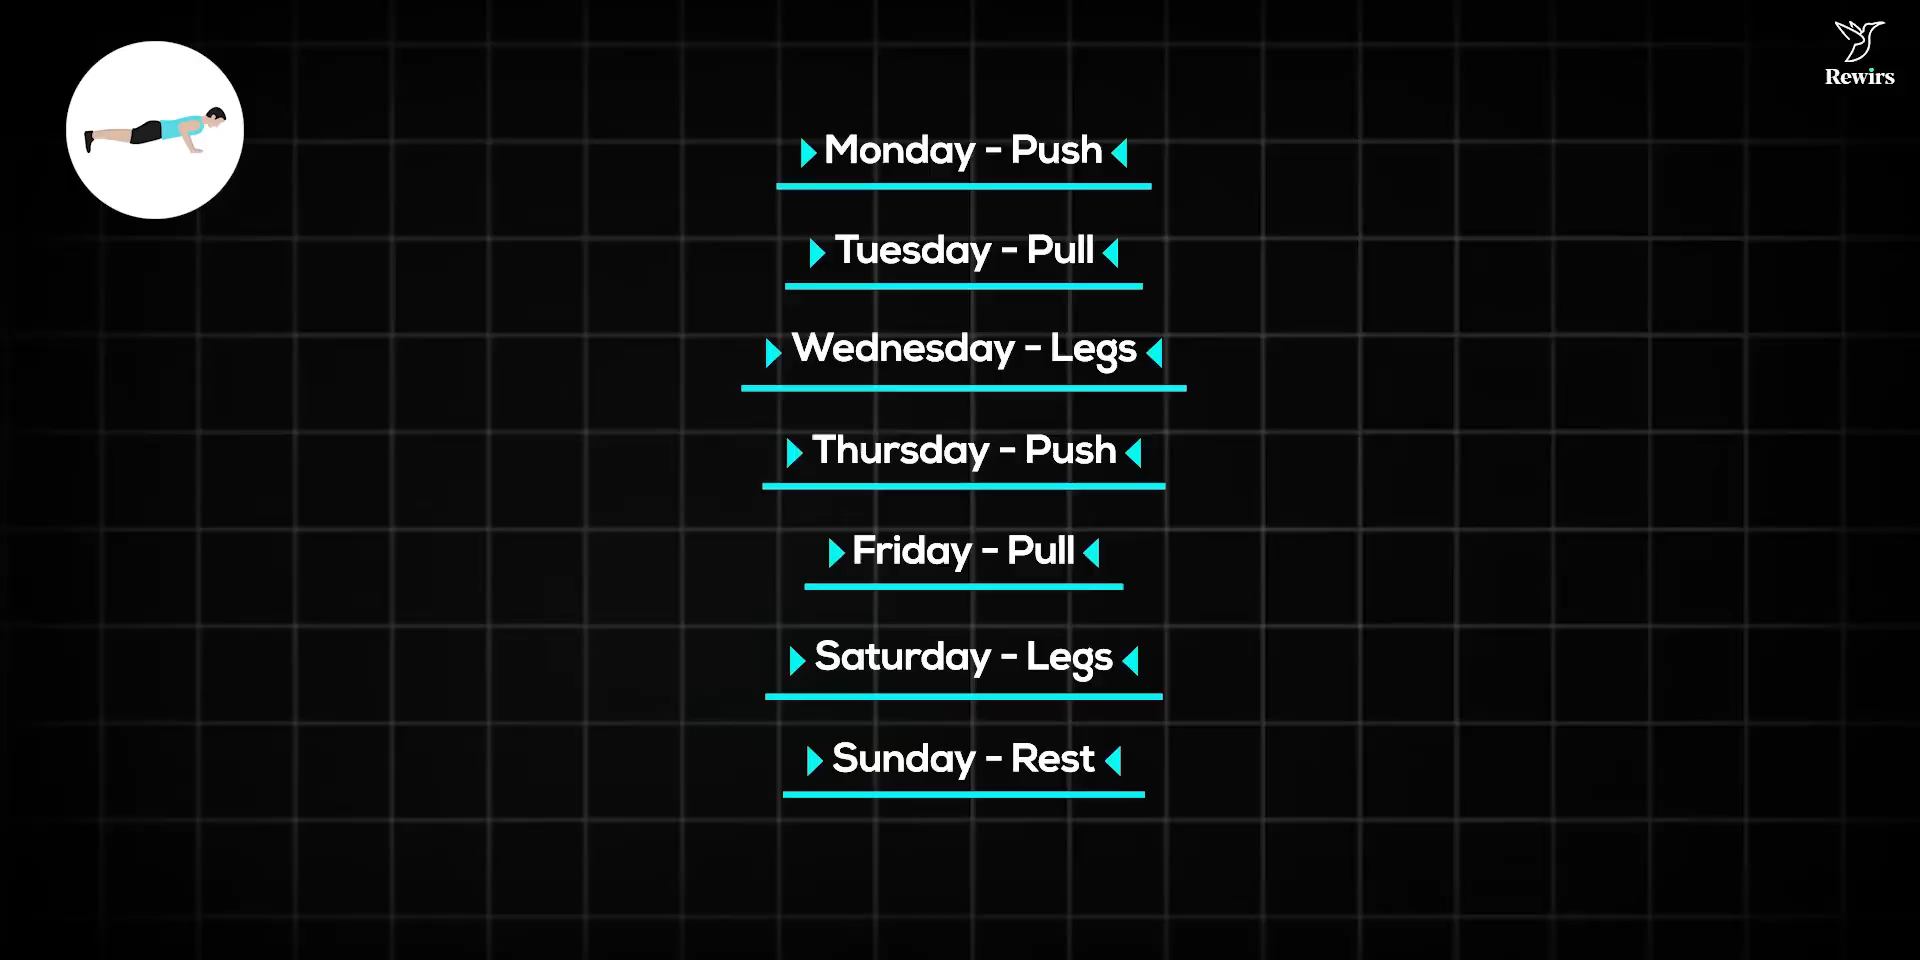 Rewirs
Monday - Push
Tuesday - Pull
Wednesday - Legs
Thursday - Push
Friday - Pull
Saturday - Legs
Sunday - Rest